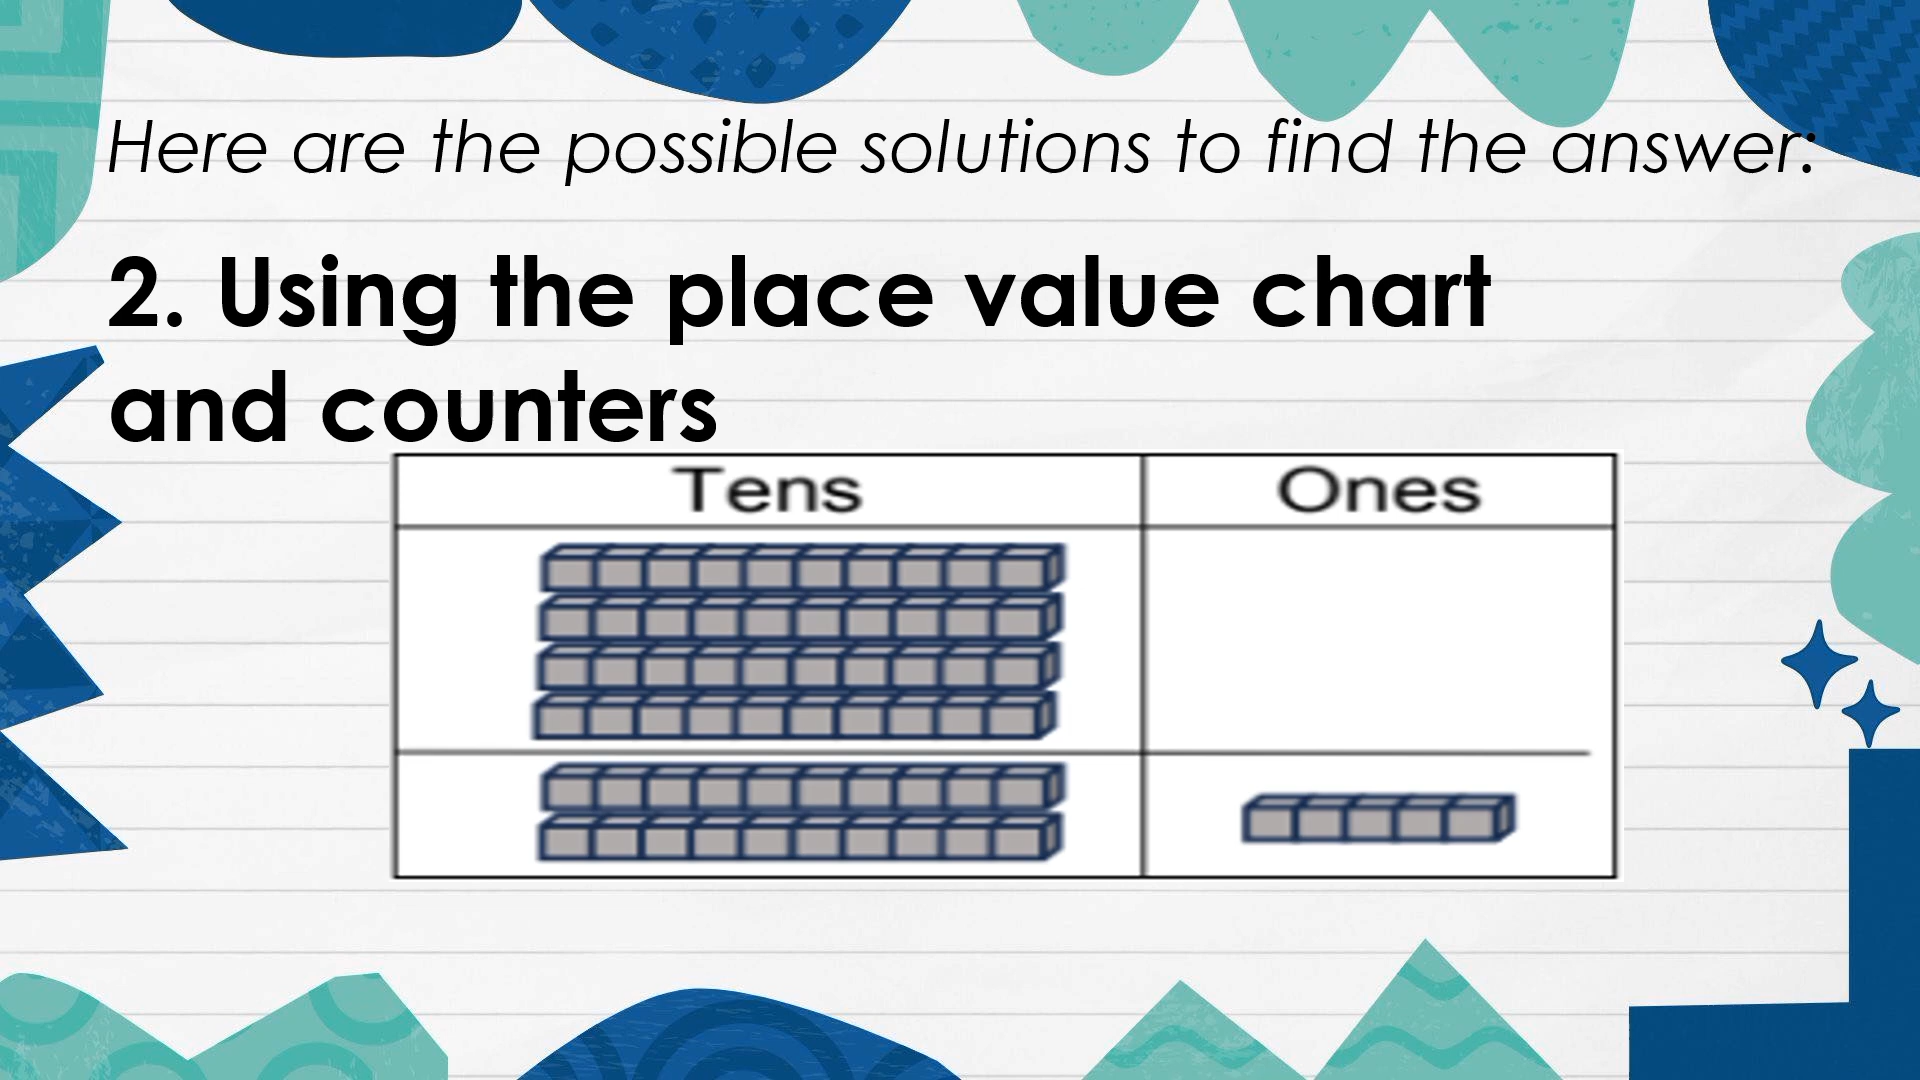 Here are the possible solutions to find the answer:
2. Using the place value chart
and counters
Tens Ones